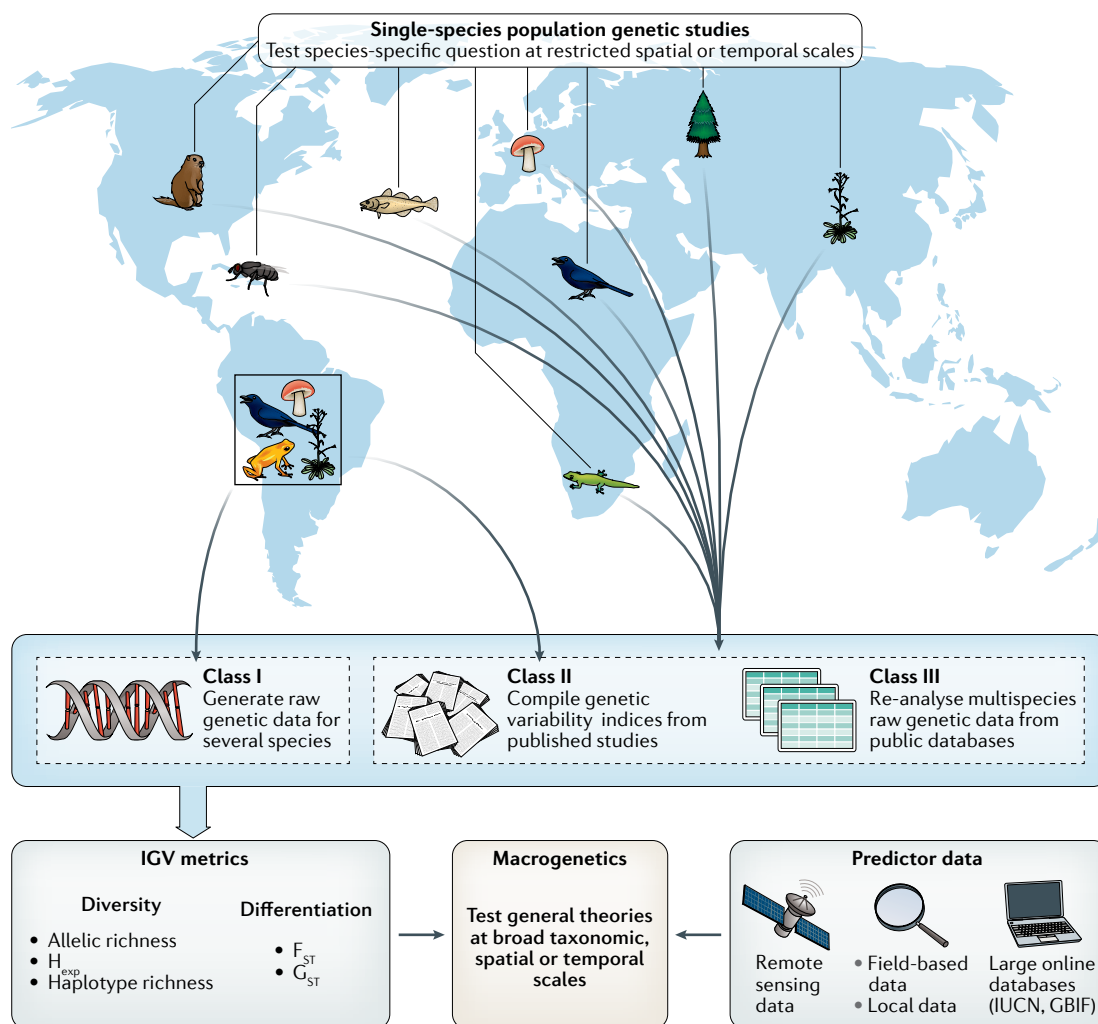 Single-species population genetic studies
Test species-specific question at restricted spatial or temporal scales
Class I
Generate raw
genetic data for
several species
Class II
Compile genetic
variability indices from
published studies
Class III
Re-analyse multispecies
raw genetic data from
public databases
IGV metrics
Diversity
• Allelic richness
• H_exp
• Haplotype richness
Differentiation
• F_ST
• G_ST
Macrogenetics
Test general theories
at broad taxonomic,
spatial or temporal
scales
Predictor data
Remote
sensing
data
• Field-based
data
• Local data
Large online
databases
(IUCN, GBIF)